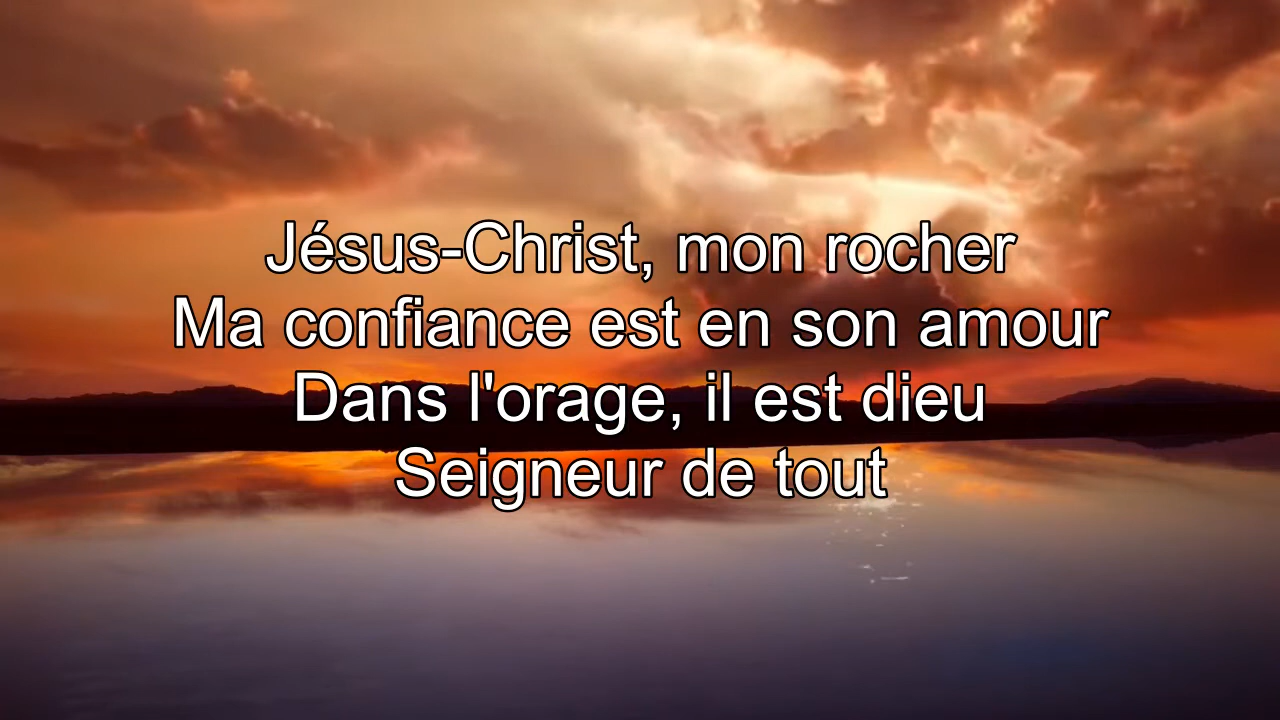 Jésus-Christ, mon rocher
Ma confiance est en son amour
Dans l'orage, il est dieu
Seigneur de tout